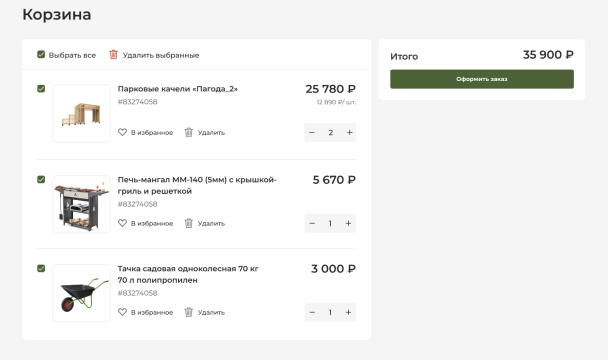 Корзина
Выбрать все
Удалить выбранные
Парковые качели «Пагода_2»
#83274058
В избранное
Удалить
25 780 ₽
12 890 ₽/ шт.
− 2 +
Печь-мангал ММ-140 (5мм) с крышкой-
гриль и решеткой
#83274058
В избранное
Удалить
5 670 ₽
− 1 +
Тачка садовая одноколесная 70 кг
70 л полипропилен
#83274058
В избранное
Удалить
3 000 ₽
− 1 +
Итого
35 900 ₽
Оформить заказ